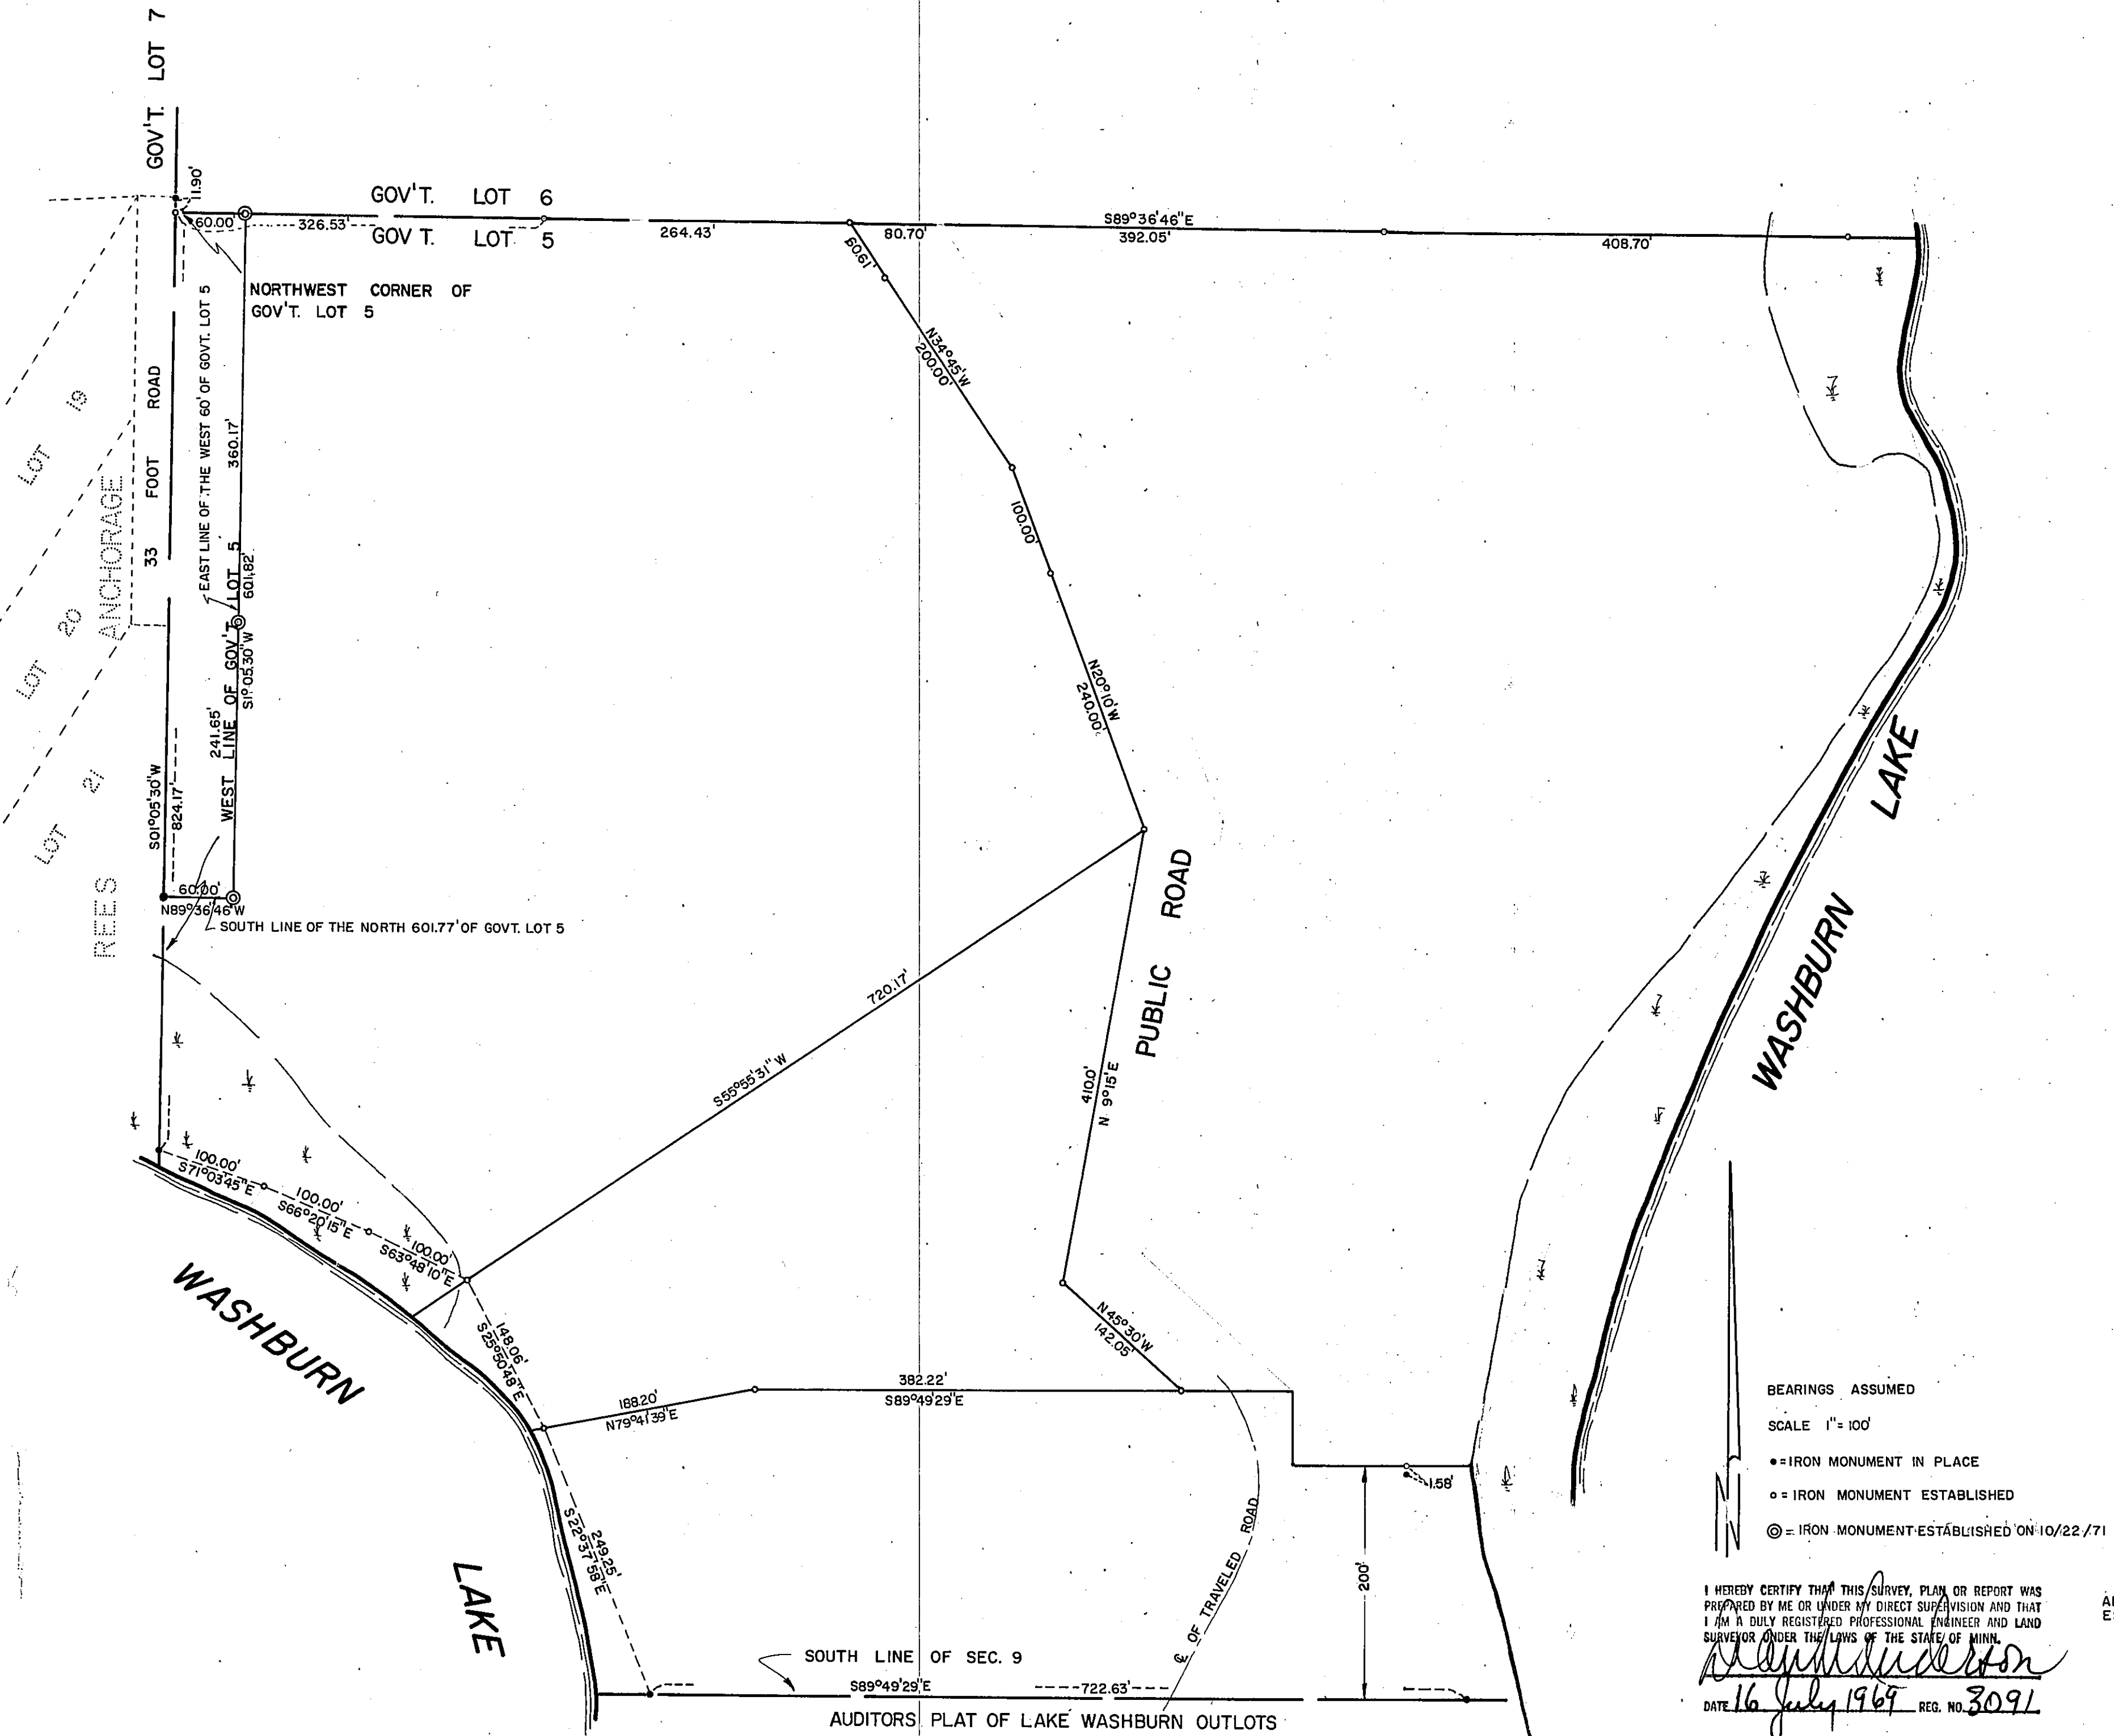 GOV'T. LOT 7
1.90'
GOV'T. LOT 6
60.00'
326.53'
GOV'T. LOT 5
264.43'
80.70'
S89°36'46"E
392.05'
408.70'
60.61'
NORTHWEST CORNER OF
GOV'T. LOT 5
N34°45'W
200.00'
LOT 19
33 FOOT ROAD
EAST LINE OF THE WEST 60' OF GOVT. LOT 5
360.17'
REES ANCHORAGE
100.00'
601.82'
S1°05'30"W
LOT 20
N20°10'W
240.00'
241.65'
WEST LINE OF GOV'T LOT 5
S01°05'30"W
824.17'
LOT 21
60.00'
N89°36'46"W
SOUTH LINE OF THE NORTH 601.77' OF GOVT. LOT 5
PUBLIC ROAD
WASHBURN LAKE
720.17'
S55°55'31"W
410.0'
N 9°15'E
100.00'
S71°03'45"E
100.00'
S66°20'15"E
100.00'
S63°48'10"E
WASHBURN
LAKE
148.06'
S25°50'48"E
N45°30'W
142.05'
188.20'
N79°41'39"E
382.22'
S89°49'29"E
1.58'
249.25'
S22°37'58"E
℄ OF TRAVELED ROAD
200'
SOUTH LINE OF SEC. 9
S89°49'29"E
722.63'
AUDITORS PLAT OF LAKE WASHBURN OUTLOTS
N
BEARINGS ASSUMED
SCALE 1"=100'
• = IRON MONUMENT IN PLACE
o = IRON MONUMENT ESTABLISHED
◎ = IRON MONUMENT ESTABLISHED ON 10/22/71
I HEREBY CERTIFY THAT THIS SURVEY, PLAN OR REPORT WAS
PREPARED BY ME OR UNDER MY DIRECT SUPERVISION AND THAT
I AM A DULY REGISTERED PROFESSIONAL ENGINEER AND LAND
SURVEYOR UNDER THE LAWS OF THE STATE OF MINN.
DATE 16 July 1969 REG. NO. 3091